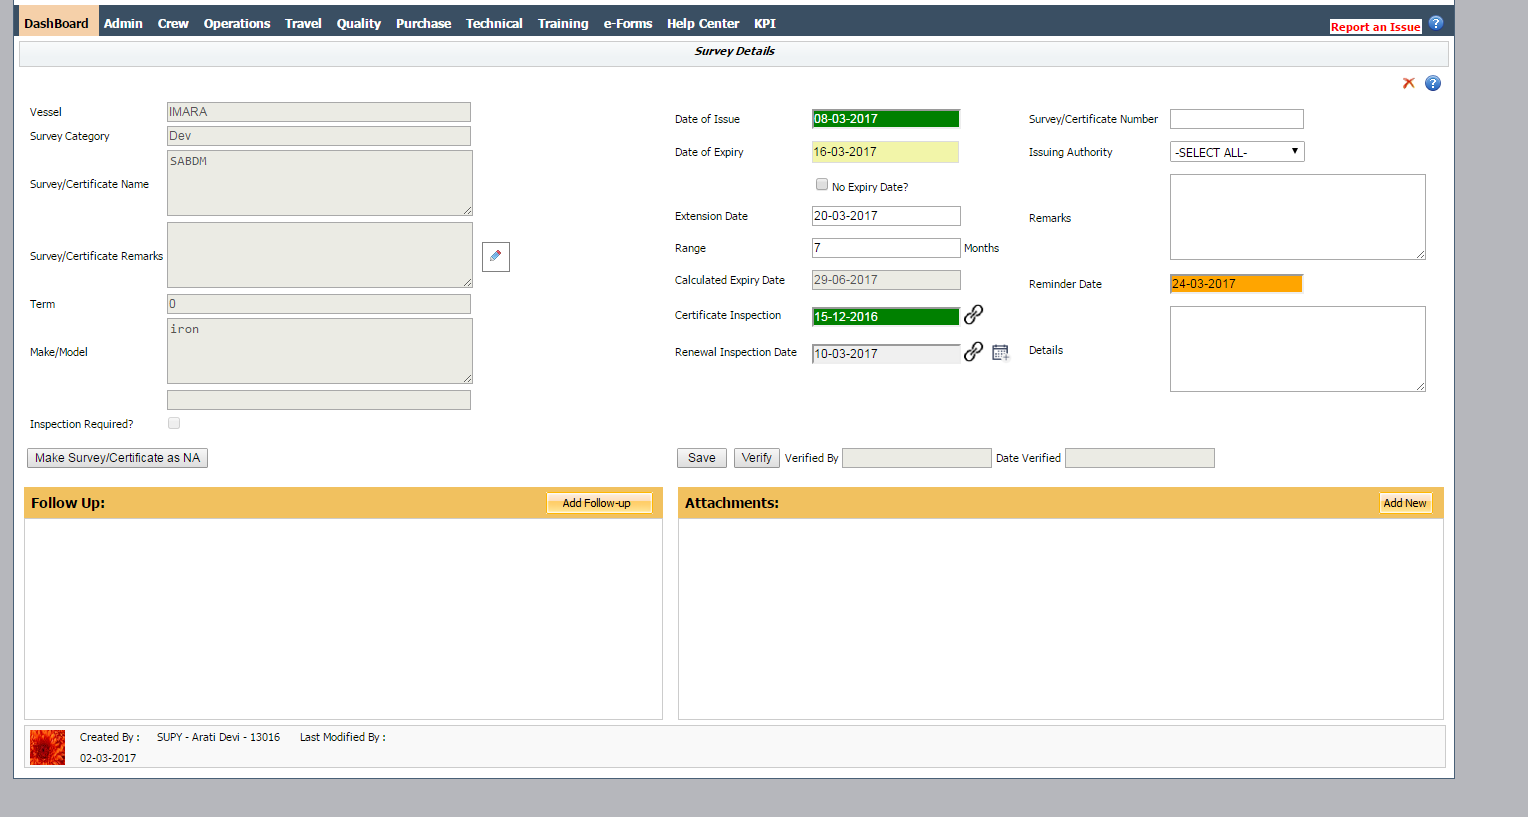 DashBoard Admin Crew Operations Travel Quality Purchase Technical Training e-Forms Help Center KPI
Report an Issue ?
Survey Details
?
Vessel IMARA
Survey Category Dev
Survey/Certificate Name SABDM
Survey/Certificate Remarks
Term 0
Make/Model iron
Inspection Required?
Make Survey/Certificate as NA
Date of Issue 08-03-2017
Date of Expiry 16-03-2017
No Expiry Date?
Extension Date 20-03-2017
Range 7 Months
Calculated Expiry Date 29-06-2017
Certificate Inspection 15-12-2016
Renewal Inspection Date 10-03-2017
Survey/Certificate Number
Issuing Authority -SELECT ALL-
Remarks
Reminder Date 24-03-2017
Details
Save Verify Verified By Date Verified
Follow Up: Add Follow-up
Attachments: Add New
Created By : SUPY - Arati Devi - 13016 Last Modified By :
02-03-2017